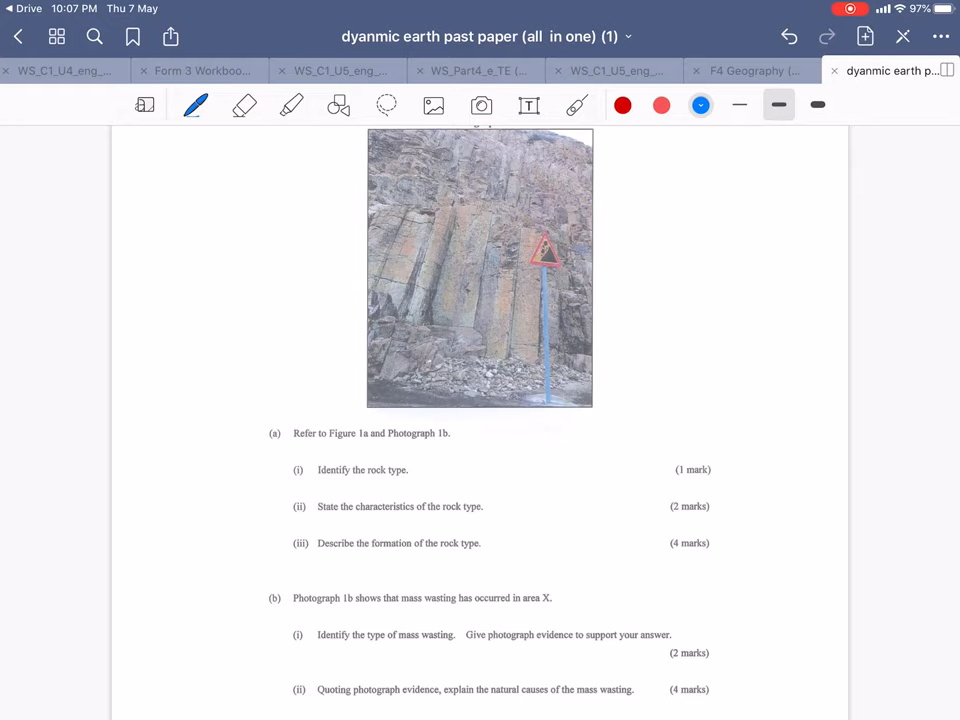 Drive 10:07 PM Thu 7 May 97%
dyanmic earth past paper (all in one) (1)
WS_C1_U4_eng_... Form 3 Workboo... WS_C1_U5_eng_... WS_Part4_e_TE (... WS_C1_U5_eng_... F4 Geography (... dyanmic earth p...
(a) Refer to Figure 1a and Photograph 1b.
(i) Identify the rock type. (1 mark)
(ii) State the characteristics of the rock type. (2 marks)
(iii) Describe the formation of the rock type. (4 marks)
(b) Photograph 1b shows that mass wasting has occurred in area X.
(i) Identify the type of mass wasting. Give photograph evidence to support your answer.
(2 marks)
(ii) Quoting photograph evidence, explain the natural causes of the mass wasting. (4 marks)